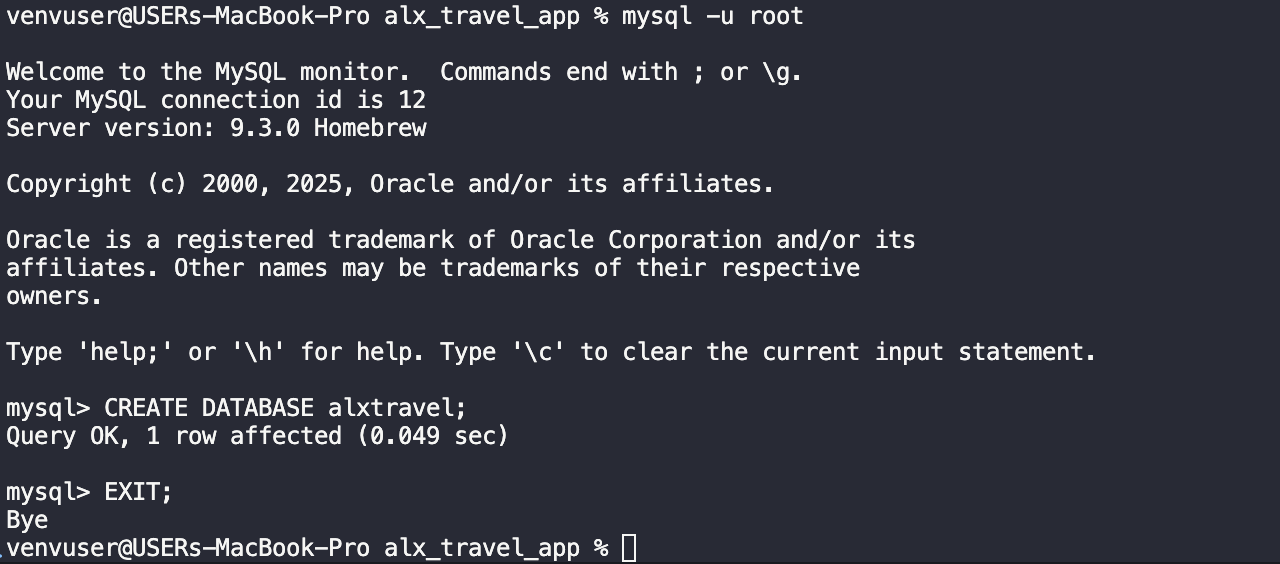 venvuser@USERs-MacBook-Pro alx_travel_app % mysql -u root
Welcome to the MySQL monitor.  Commands end with ; or \g.
Your MySQL connection id is 12
Server version: 9.3.0 Homebrew
Copyright (c) 2000, 2025, Oracle and/or its affiliates.
Oracle is a registered trademark of Oracle Corporation and/or its
affiliates. Other names may be trademarks of their respective
owners.
Type 'help;' or '\h' for help. Type '\c' to clear the current input statement.
mysql> CREATE DATABASE alxtravel;
Query OK, 1 row affected (0.049 sec)
mysql> EXIT;
Bye
venvuser@USERs-MacBook-Pro alx_travel_app %